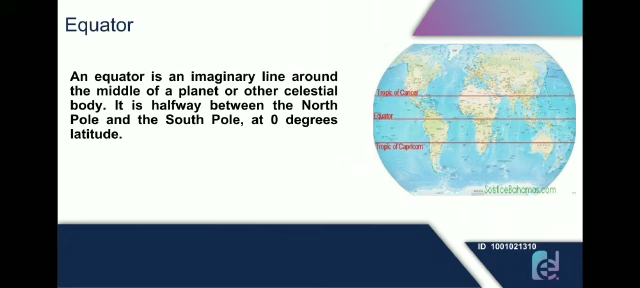 Equator
An equator is an imaginary line around
the middle of a planet or other celestial
body. It is halfway between the North
Pole and the South Pole, at 0 degrees
latitude.
Tropic of Cancer
Equator
Tropic of Capricorn
SolsticeBahamas.com
ID 1001021310